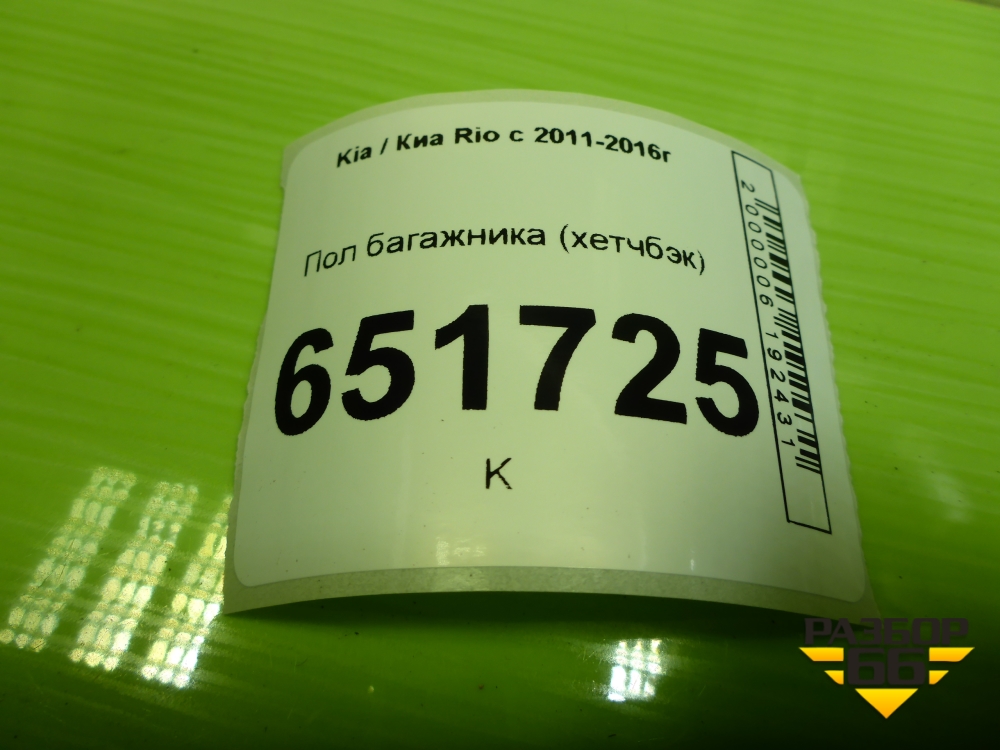 Kia / Киа Rio с 2011-2016г
Пол багажника (хетчбэк)
651725
К
2000006192431
РАЗБОР
66